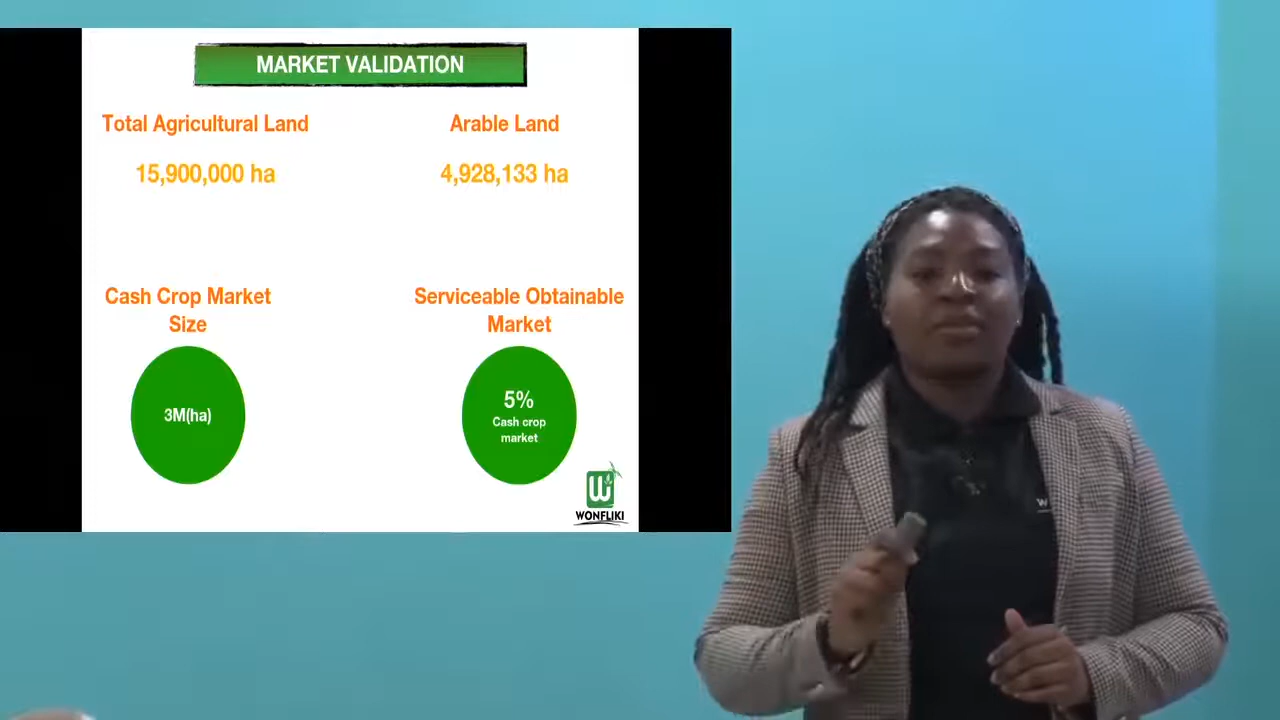 MARKET VALIDATION
Total Agricultural Land
15,900,000 ha
Arable Land
4,928,133 ha
Cash Crop Market
Size
3M(ha)
Serviceable Obtainable
Market
5%
Cash crop
market
W
WONFLIKI
W